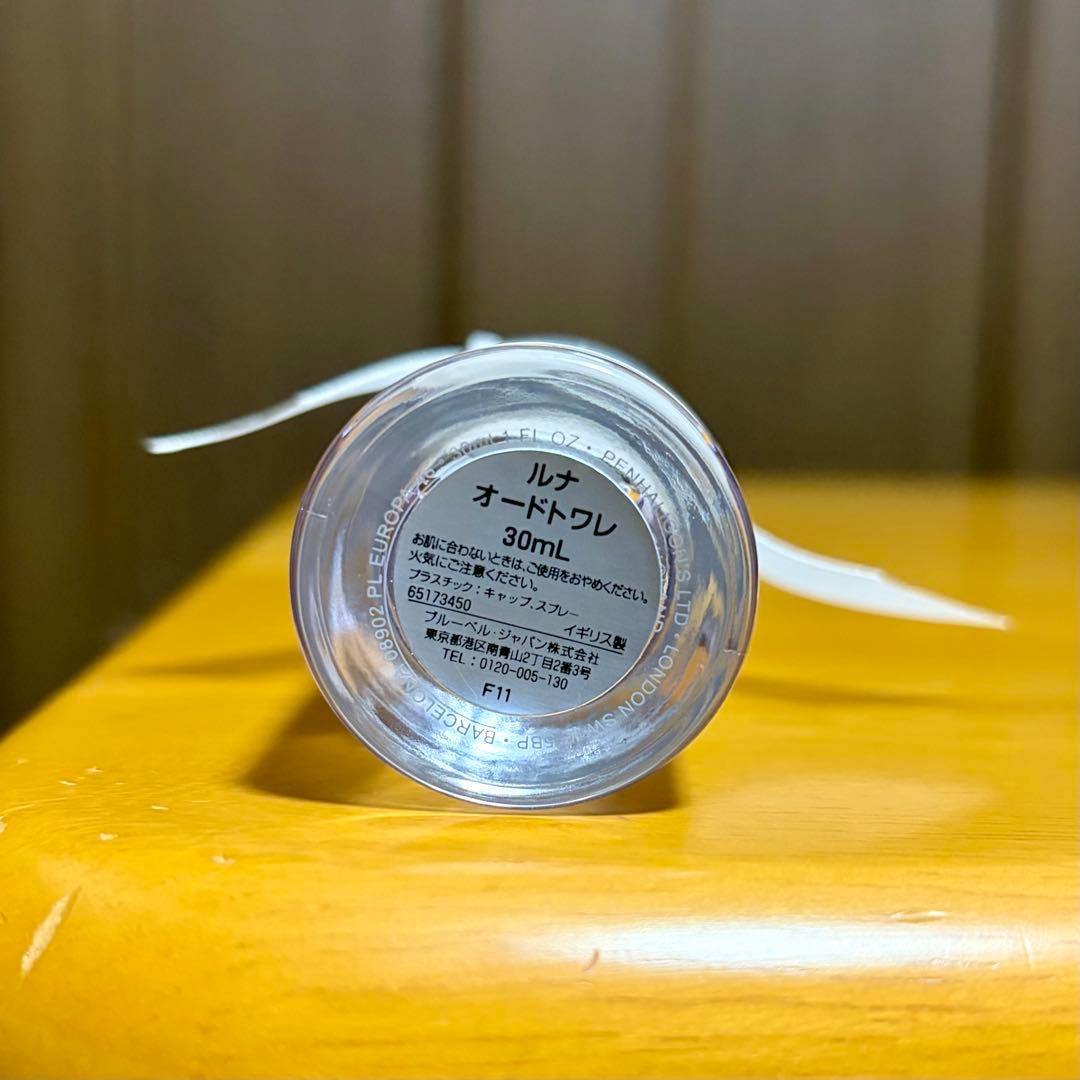 ルナ
オードトワレ
30mL
お肌に合わないときは、ご使用をおやめください。
火気にご注意ください。
プラスチック：キャップ、スプレー
65173450 イギリス製
ブルーベル・ジャパン株式会社
東京都港区南青山2丁目2番3号
TEL：0120-005-130
F11
30ml 1 FL OZ · PENHALIGON'S LTD · LONDON
BARCELONA 08902 PL EUROPA